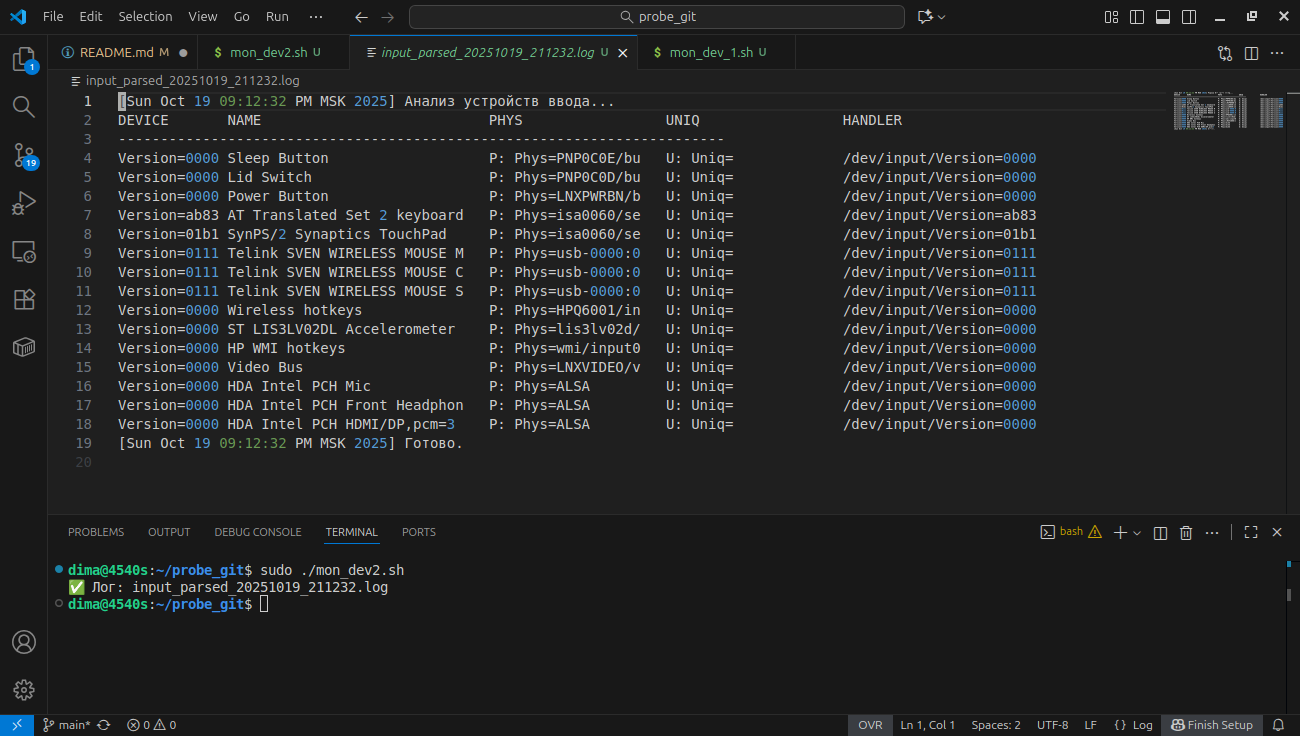 File Edit Selection View Go Run ··· probe_git
README.md M mon_dev2.sh U input_parsed_20251019_211232.log U mon_dev_1.sh U
input_parsed_20251019_211232.log
1 [Sun Oct 19 09:12:32 PM MSK 2025] Анализ устройств ввода...
2 DEVICE NAME PHYS UNIQ HANDLER
3 ------------------------------------------------------------------------
4 Version=0000 Sleep Button P: Phys=PNP0C0E/bu U: Uniq= /dev/input/Version=0000
5 Version=0000 Lid Switch P: Phys=PNP0C0D/bu U: Uniq= /dev/input/Version=0000
6 Version=0000 Power Button P: Phys=LNXPWRBN/b U: Uniq= /dev/input/Version=0000
7 Version=ab83 AT Translated Set 2 keyboard P: Phys=isa0060/se U: Uniq= /dev/input/Version=ab83
8 Version=01b1 SynPS/2 Synaptics TouchPad P: Phys=isa0060/se U: Uniq= /dev/input/Version=01b1
9 Version=0111 Telink SVEN WIRELESS MOUSE M P: Phys=usb-0000:0 U: Uniq= /dev/input/Version=0111
10 Version=0111 Telink SVEN WIRELESS MOUSE C P: Phys=usb-0000:0 U: Uniq= /dev/input/Version=0111
11 Version=0111 Telink SVEN WIRELESS MOUSE S P: Phys=usb-0000:0 U: Uniq= /dev/input/Version=0111
12 Version=0000 Wireless hotkeys P: Phys=HPQ6001/in U: Uniq= /dev/input/Version=0000
13 Version=0000 ST LIS3LV02DL Accelerometer P: Phys=lis3lv02d/ U: Uniq= /dev/input/Version=0000
14 Version=0000 HP WMI hotkeys P: Phys=wmi/input0 U: Uniq= /dev/input/Version=0000
15 Version=0000 Video Bus P: Phys=LNXVIDEO/v U: Uniq= /dev/input/Version=0000
16 Version=0000 HDA Intel PCH Mic P: Phys=ALSA U: Uniq= /dev/input/Version=0000
17 Version=0000 HDA Intel PCH Front Headphon P: Phys=ALSA U: Uniq= /dev/input/Version=0000
18 Version=0000 HDA Intel PCH HDMI/DP,pcm=3 P: Phys=ALSA U: Uniq= /dev/input/Version=0000
19 [Sun Oct 19 09:12:32 PM MSK 2025] Готово.
20
1
19
PROBLEMS OUTPUT DEBUG CONSOLE TERMINAL PORTS bash
dima@4540s:~/probe_git$ sudo ./mon_dev2.sh
✅ Лог: input_parsed_20251019_211232.log
dima@4540s:~/probe_git$
main* 0 0 OVR Ln 1, Col 1 Spaces: 2 UTF-8 LF {} Log Finish Setup